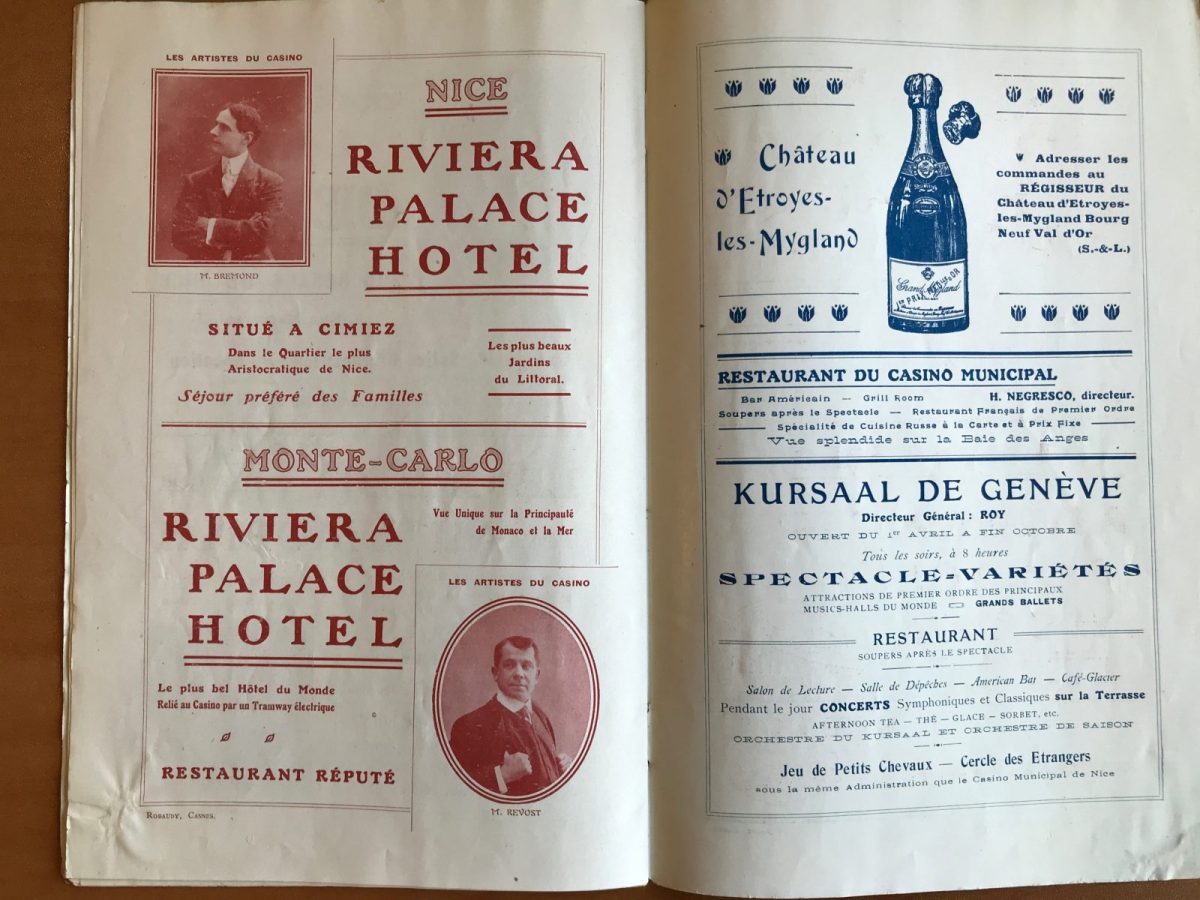 LES ARTISTES DU CASINO
M. BREMOND
NICE
RIVIERA
PALACE
HOTEL
SITUÉ A CIMIEZ
Dans le Quartier le plus
Aristocratique de Nice.
Séjour préféré des Familles
Les plus beaux
Jardins
du Littoral.
MONTE-CARLO
RIVIERA
PALACE
HOTEL
Vue Unique sur la Principauté
de Monaco et la Mer
Le plus bel Hôtel du Monde
Relié au Casino par un Tramway électrique
RESTAURANT RÉPUTÉ
LES ARTISTES DU CASINO
M. REVOST
ROBAUDY, CANNES.
Château
d'Etroyes-
les-Mygland
Grand Mygland
1er PRIX
D'OR
Adresser les
commandes au
RÉGISSEUR du
Château d'Etroyes-
les-Mygland Bourg
Neuf Val d'Or
(S.-&-L.)
RESTAURANT DU CASINO MUNICIPAL
Bar Américain — Grill Room H. NEGRESCO, directeur.
Soupers après le Spectacle — Restaurant Français de Premier Ordre
Spécialité de Cuisine Russe à la Carte et à Prix Fixe
Vue splendide sur la Baie des Anges
KURSAAL DE GENÈVE
Directeur Général : ROY
OUVERT DU 1er AVRIL A FIN OCTOBRE
Tous les soirs, à 8 heures
SPECTACLE=VARIÉTÉS
ATTRACTIONS DE PREMIER ORDRE DES PRINCIPAUX
MUSICS-HALLS DU MONDE GRANDS BALLETS
RESTAURANT
SOUPERS APRÈS LE SPECTACLE
Salon de Lecture — Salle de Dépêches — American Bar — Café-Glacier
Pendant le jour CONCERTS Symphoniques et Classiques sur la Terrasse
AFTERNOON TEA — THÉ — GLACE — SORBET, etc.
ORCHESTRE DU KURSAAL ET ORCHESTRE DE SAISON
Jeu de Petits Chevaux — Cercle des Etrangers
sous la même Administration que le Casino Municipal de Nice